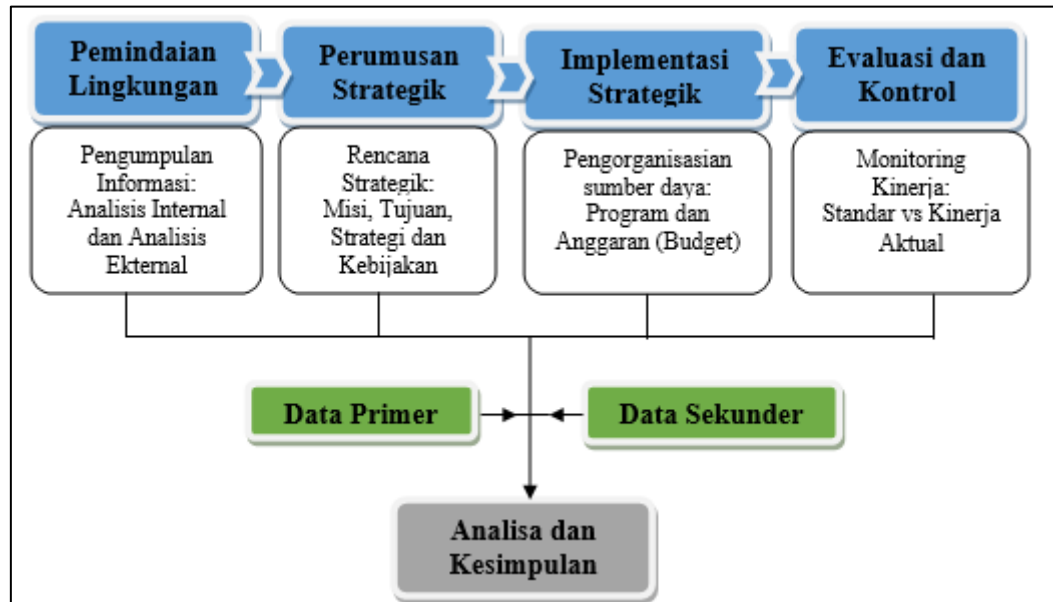 Pemindaian
Lingkungan
Perumusan
Strategik
Implementasi
Strategik
Evaluasi dan
Kontrol
Pengumpulan
Informasi:
Analisis Internal
dan Analisis
Ekternal
Rencana
Strategik:
Misi, Tujuan,
Strategi dan
Kebijakan
Pengorganisasian
sumber daya:
Program dan
Anggaran (Budget)
Monitoring
Kinerja:
Standar vs Kinerja
Aktual
Data Primer
Data Sekunder
Analisa dan
Kesimpulan